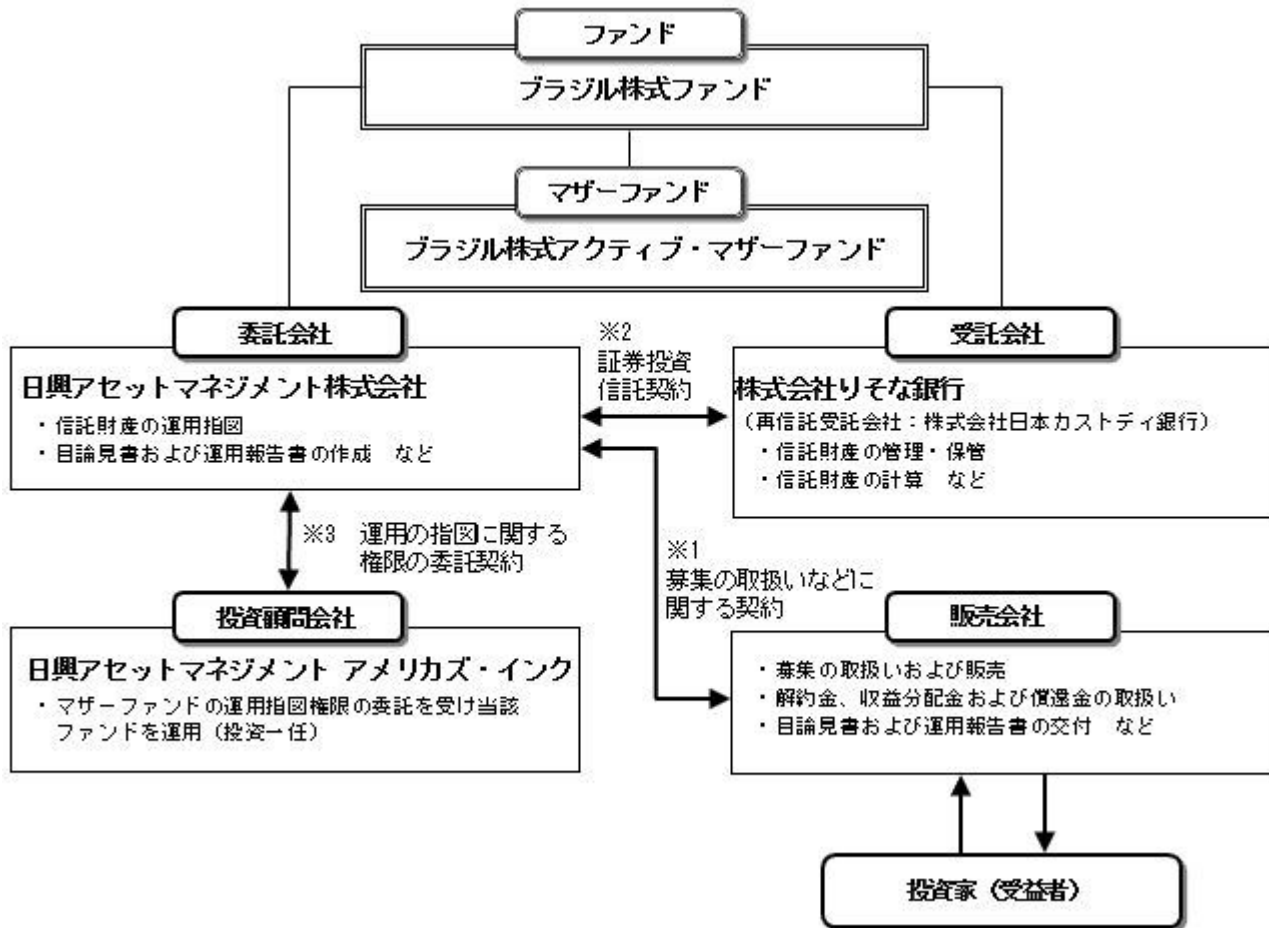 ファンド
ブラジル株式ファンド
マザーファンド
ブラジル株式アクティブ・マザーファンド
委託会社
日興アセットマネジメント株式会社
・信託財産の運用指図
・目論見書および運用報告書の作成　など
※2
証券投資
信託契約
受託会社
株式会社りそな銀行
（再信託受託会社：株式会社日本カストディ銀行）
・信託財産の管理・保管
・信託財産の計算　など
※3　運用の指図に関する
権限の委託契約
※1
募集の取扱いなどに
関する契約
投資顧問会社
日興アセットマネジメント アメリカズ・インク
・マザーファンドの運用指図権限の委託を受け当該
ファンドを運用（投資一任）
販売会社
・募集の取扱いおよび販売
・解約金、収益分配金および償還金の取扱い
・目論見書および運用報告書の交付　など
投資家（受益者）